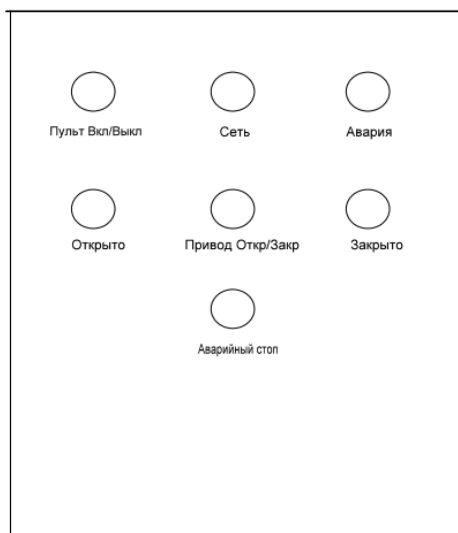 Пульт Вкл/Выкл
Сеть
Авария
Открыто
Привод Откр/Закр
Закрыто
Аварийный стоп